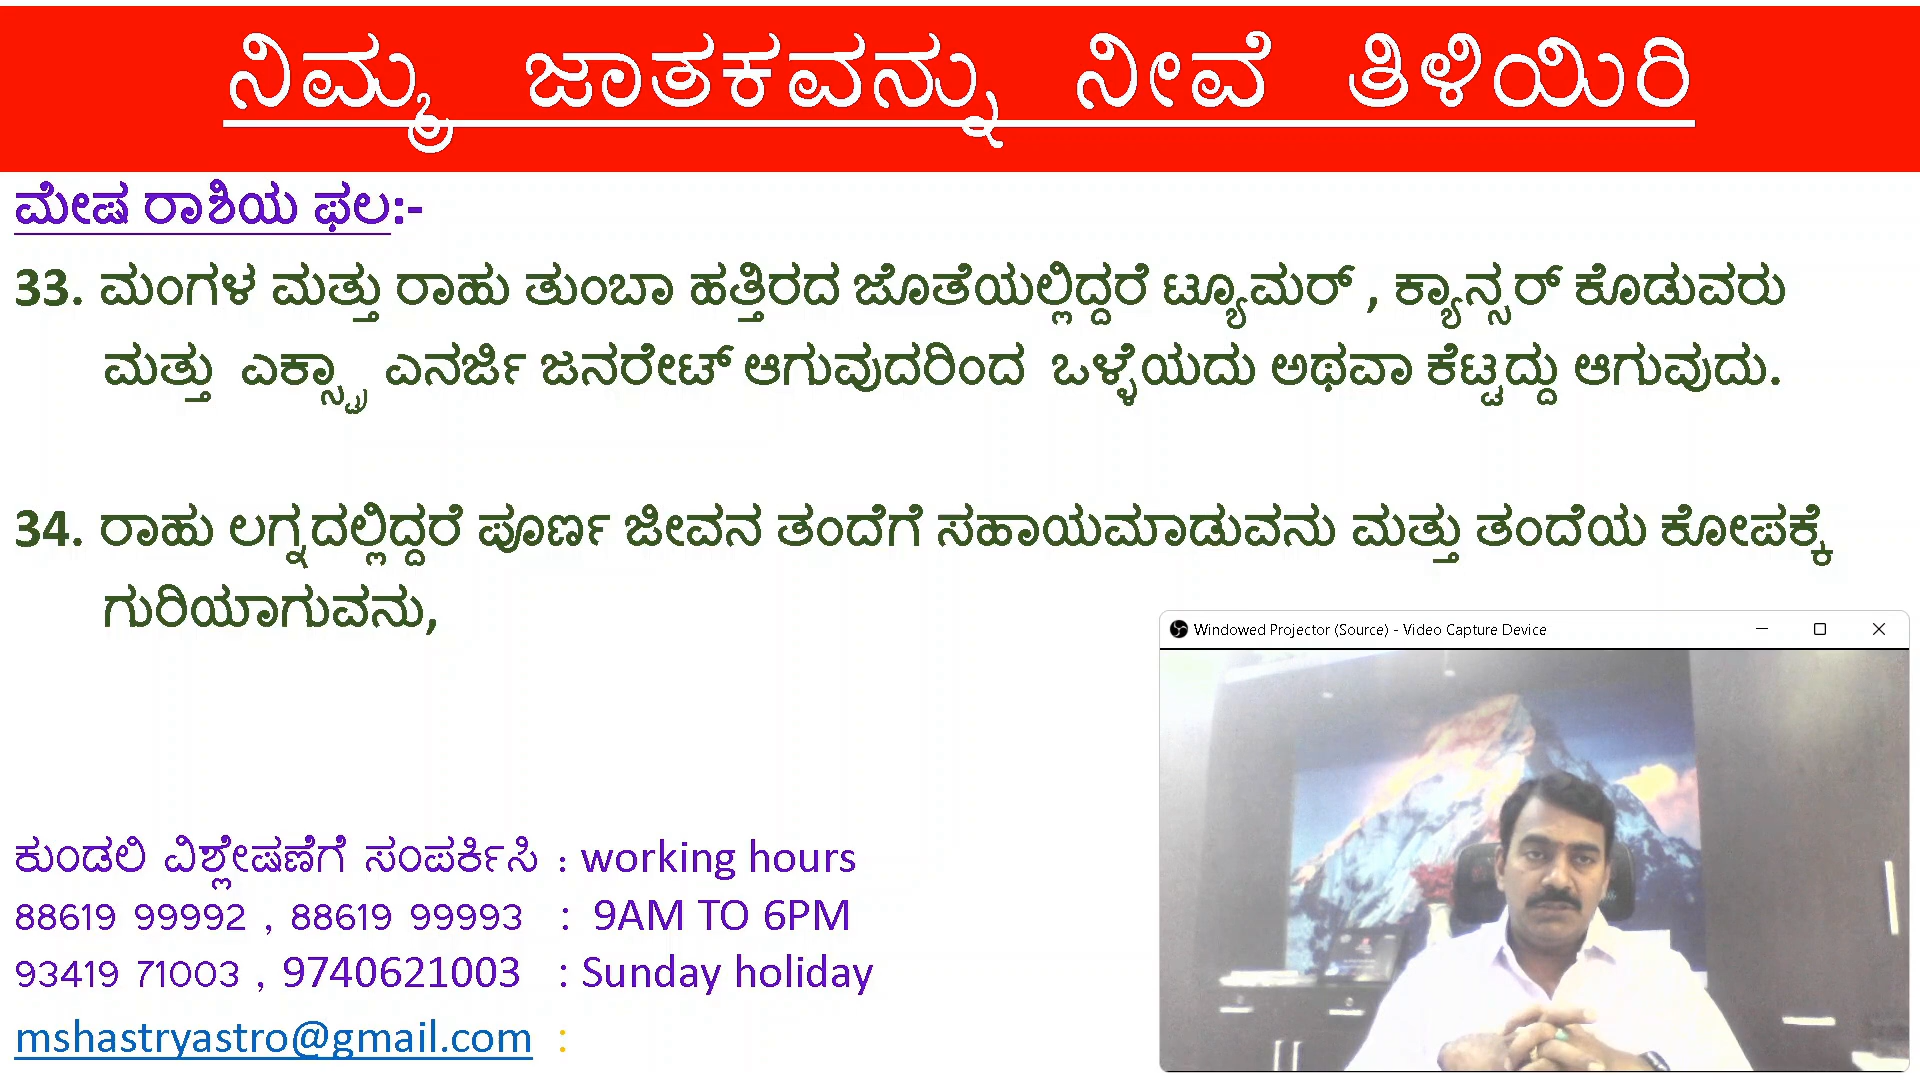 ನಿಮ್ಮ ಜಾತಕವನ್ನು ನೀವೆ ತಿಳಿಯಿರಿ
ಮೇಷ ರಾಶಿಯ ಫಲ:-
33. ಮಂಗಳ ಮತ್ತು ರಾಹು ತುಂಬಾ ಹತ್ತಿರದ ಜೊತೆಯಲ್ಲಿದ್ದರೆ ಟ್ಯೂಮರ್ , ಕ್ಯಾನ್ಸರ್ ಕೊಡುವರು
ಮತ್ತು ಎಕ್ಸ್ಟ್ರಾ ಎನರ್ಜಿ ಜನರೇಟ್ ಆಗುವುದರಿಂದ ಒಳ್ಳೆಯದು ಅಥವಾ ಕೆಟ್ಟದ್ದು ಆಗುವುದು.
34. ರಾಹು ಲಗ್ನದಲ್ಲಿದ್ದರೆ ಪೂರ್ಣ ಜೀವನ ತಂದೆಗೆ ಸಹಾಯಮಾಡುವನು ಮತ್ತು ತಂದೆಯ ಕೋಪಕ್ಕೆ
ಗುರಿಯಾಗುವನು,
Windowed Projector (Source) - Video Capture Device
ಕುಂಡಲಿ ವಿಶ್ಲೇಷಣೆಗೆ ಸಂಪರ್ಕಿಸಿ : working hours
88619 99992 , 88619 99993 : 9AM TO 6PM
93419 71003 , 9740621003 : Sunday holiday
mshastryastro@gmail.com :